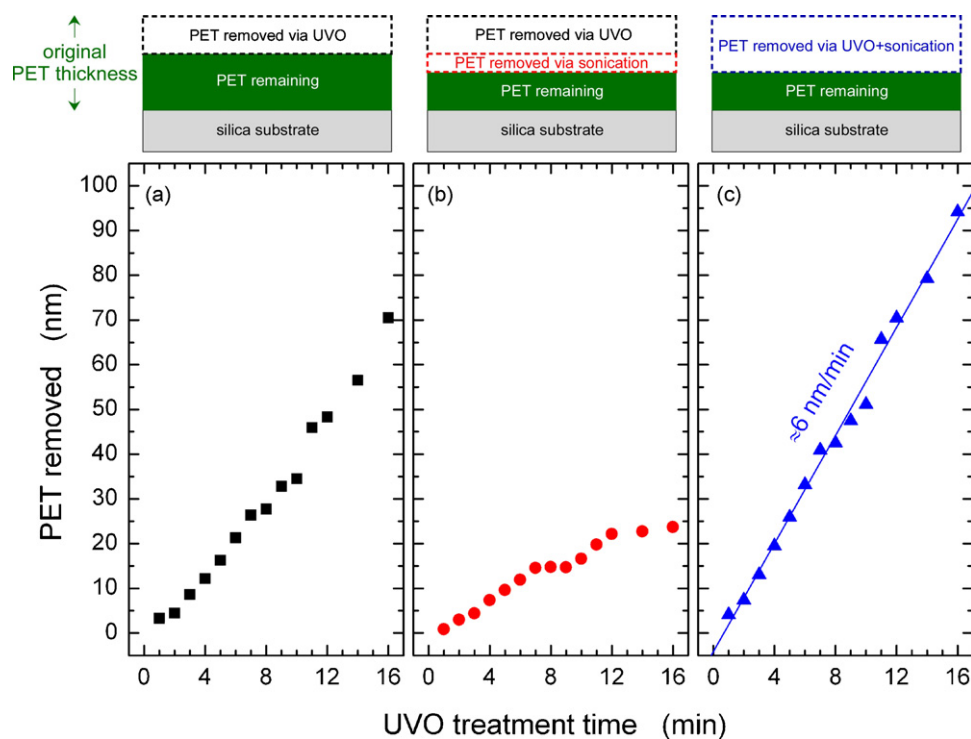 original
PET thickness
PET removed via UVO
PET remaining
silica substrate
PET removed via UVO
PET removed via sonication
PET remaining
silica substrate
PET removed via UVO+sonication
PET remaining
silica substrate
PET removed (nm)
100
90
80
70
60
50
40
30
20
10
0
(a)
(b)
(c)
≈6 nm/min
0 4 8 12 16
0 4 8 12 16
0 4 8 12 16
UVO treatment time (min)